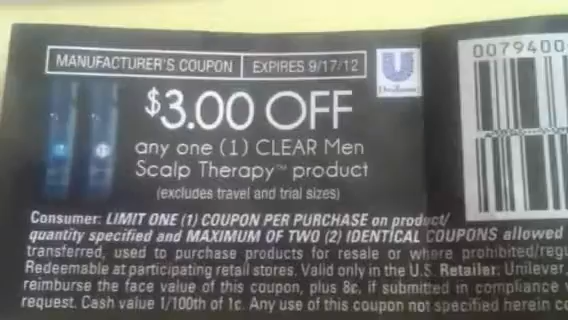 MANUFACTURER'S COUPON EXPIRES 9/17/12
Unilever
0079400
$3.00 OFF
any one (1) CLEAR Men
Scalp Therapy™ product
(excludes travel and trial sizes)
Consumer: LIMIT ONE (1) COUPON PER PURCHASE on product/
quantity specified and MAXIMUM OF TWO (2) IDENTICAL COUPONS allowed
transferred, used to purchase products for resale or where prohibited/regu
Redeemable at participating retail stores. Valid only in the U.S. Retailer: Unilever,
reimburse the face value of this coupon, plus 8¢, if submitted in compliance
request. Cash value 1/100th of 1¢. Any use of this coupon not specified herein co